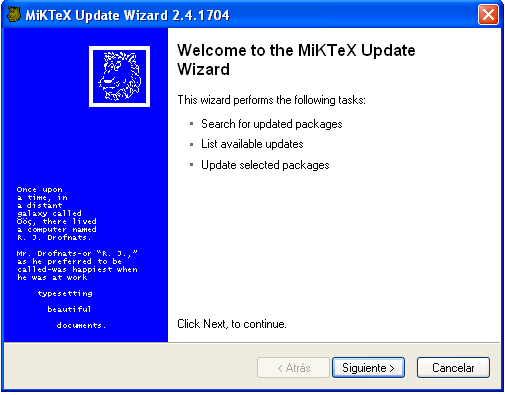 MiKTeX Update Wizard 2.4.1704
Welcome to the MiKTeX Update
Wizard
This wizard performs the following tasks:
Search for updated packages
List available updates
Update selected packages
Once upon
a time, in
a distant
galaxy called
Ööç, there lived
a computer named
R. J. Drofnats.
Mr. Drofnats-or “R. J.,”
as he preferred to be
called-was happiest when
he was at work
typesetting
beautiful
documents.
Click Next, to continue.
< Atrás
Siguiente >
Cancelar